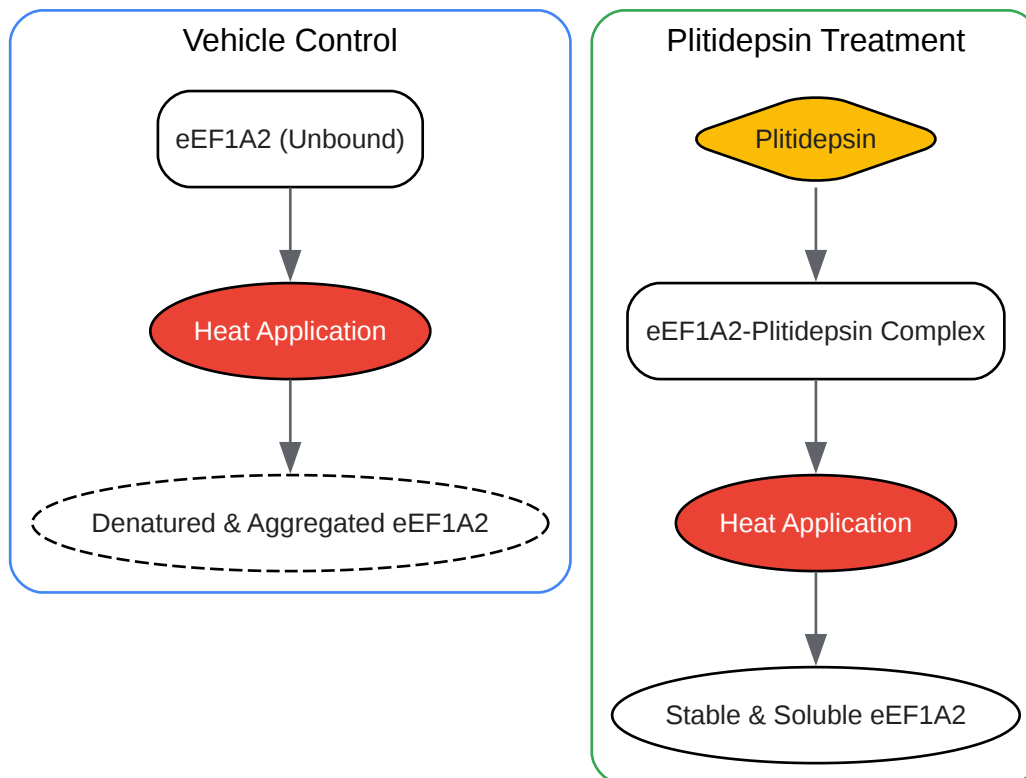 Vehicle Control
eEF1A2 (Unbound)
Heat Application
Denatured & Aggregated eEF1A2
Plitidepsin Treatment
Plitidepsin
eEF1A2-Plitidepsin Complex
Heat Application
Stable & Soluble eEF1A2